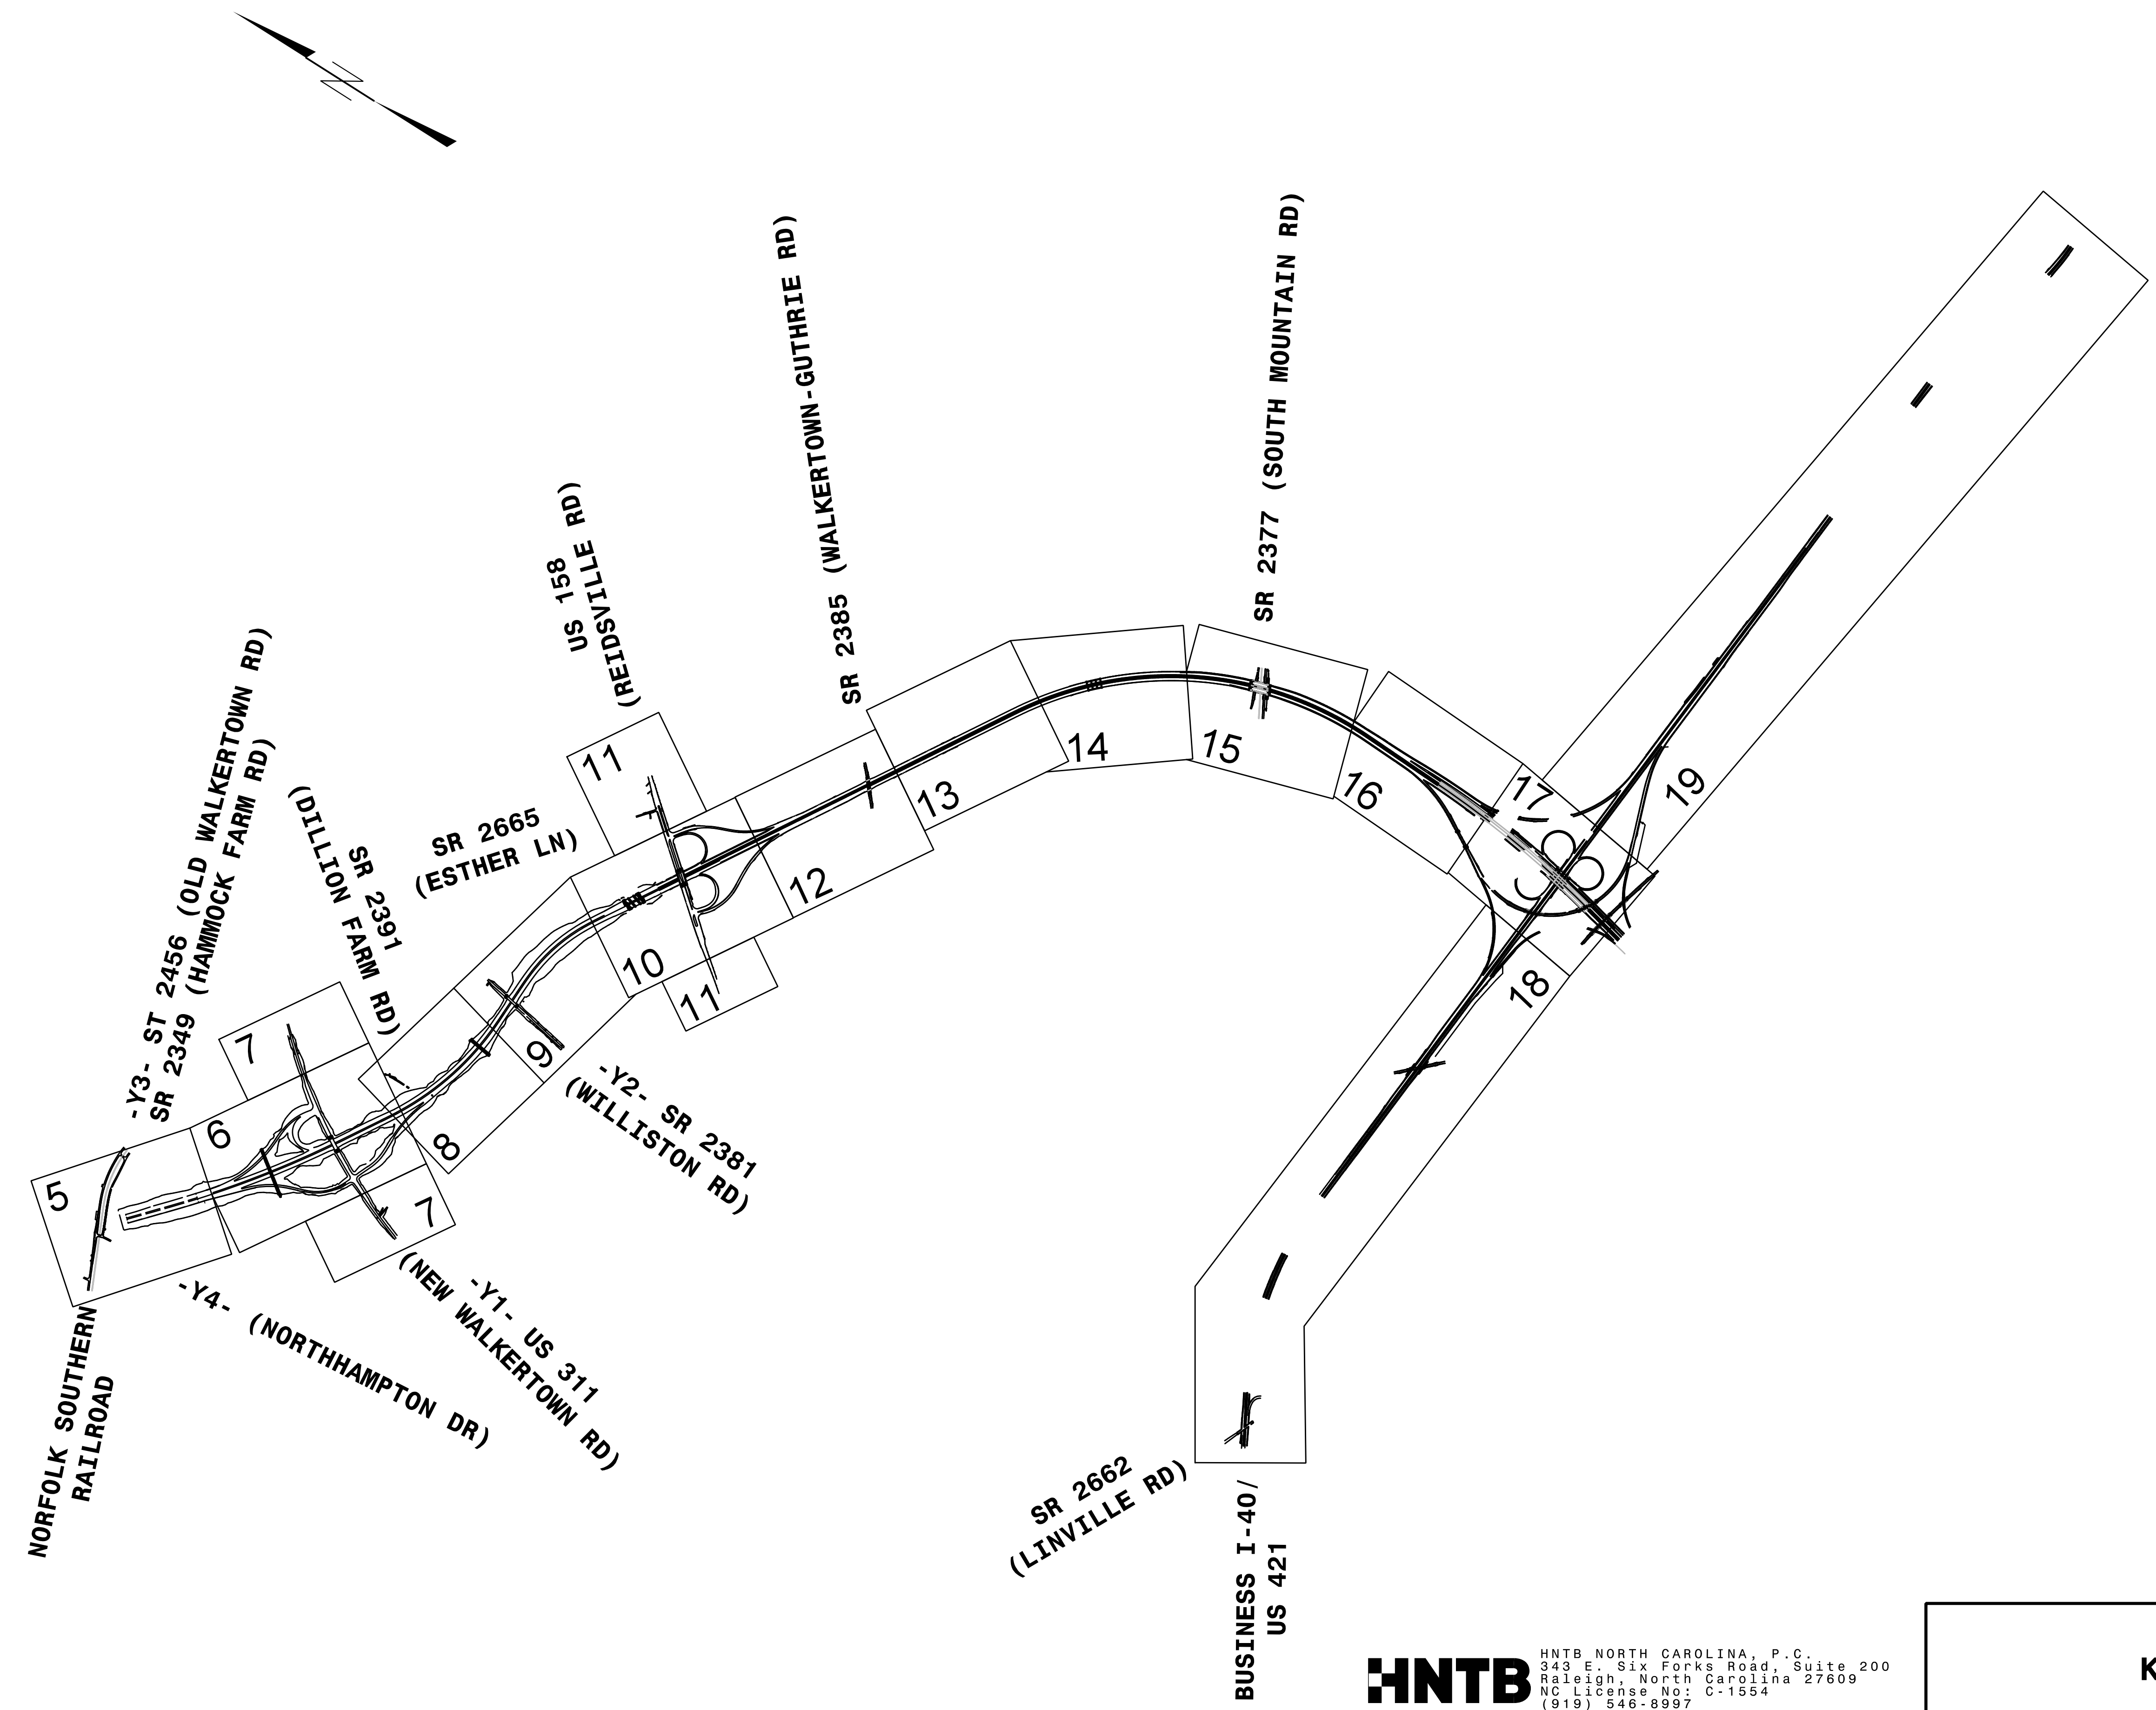 SR 2377 (SOUTH MOUNTAIN RD)
SR 2385 (WALKERTOWN-GUTHRIE RD)
US 158
(REIDSVILLE RD)
-Y3- ST 2456 (OLD WALKERTOWN RD)
SR 2349 (HAMMOCK FARM RD)
SR 2391
(DILLION FARM RD)
SR 2665
(ESTHER LN)
11
14
15
16
17
19
13
12
10
11
18
9
7
8
6
5
7
-Y2- SR 2381
(WILLISTON RD)
-Y1- US 311
(NEW WALKERTOWN RD)
-Y4- (NORTHHAMPTON DR)
NORFOLK SOUTHERN
RAILROAD
SR 2662
(LINVILLE RD)
BUSINESS I-40/
US 421
HNTB
HNTB NORTH CAROLINA, P.C.
343 E. Six Forks Road, Suite 200
Raleigh, North Carolina 27609
NC License No: C-1554
(919) 546-8997
K